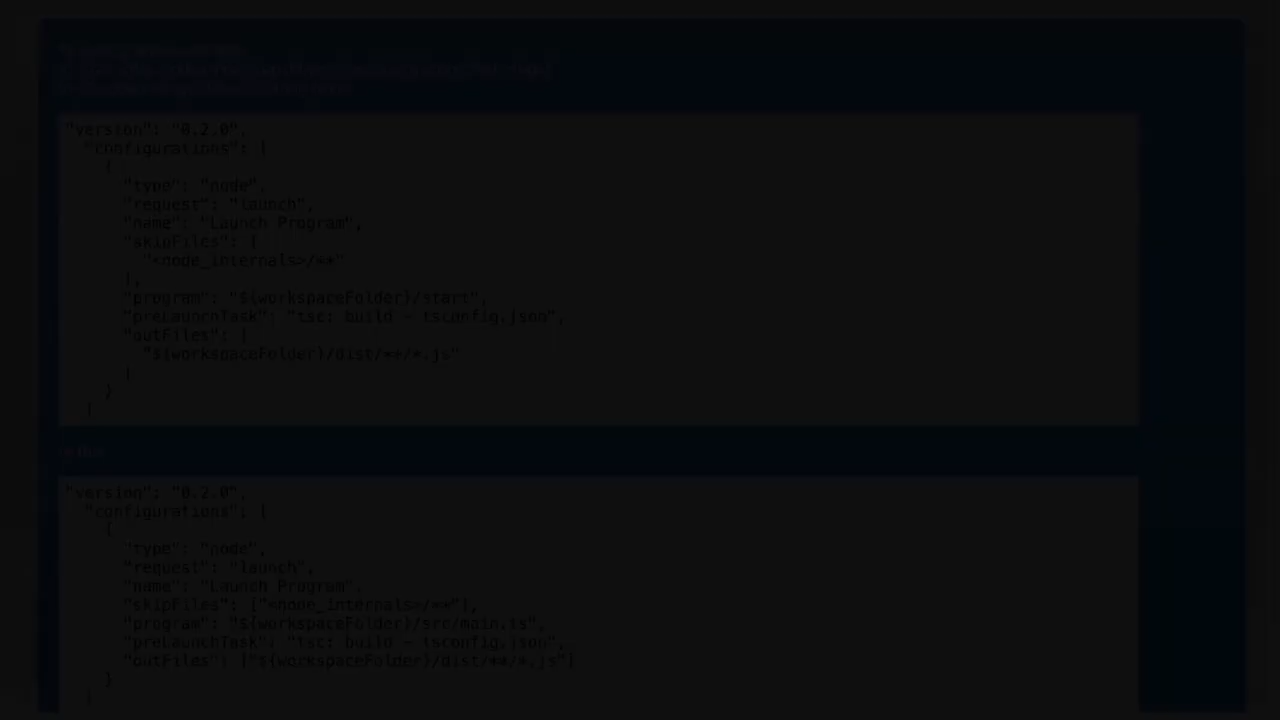 "version": "0.2.0",
"configurations": [
{
"type": "node",
"request": "launch",
"name": "Launch Program",
"skipFiles": [
"<node_internals>/**"
],
"program": "${workspaceFolder}/start",
"preLaunchTask": "tsc: build - tsconfig.json",
"outFiles": [
"${workspaceFolder}/dist/**/*.js"
]
}
]
"version": "0.2.0",
"configurations": [
{
"type": "node",
"request": "launch",
"name": "Launch Program",
"skipFiles": ["<node_internals>/**"],
"program": "${workspaceFolder}/src/main.ts",
"preLaunchTask": "tsc: build - tsconfig.json",
"outFiles": ["${workspaceFolder}/dist/**/*.js"]
}
]